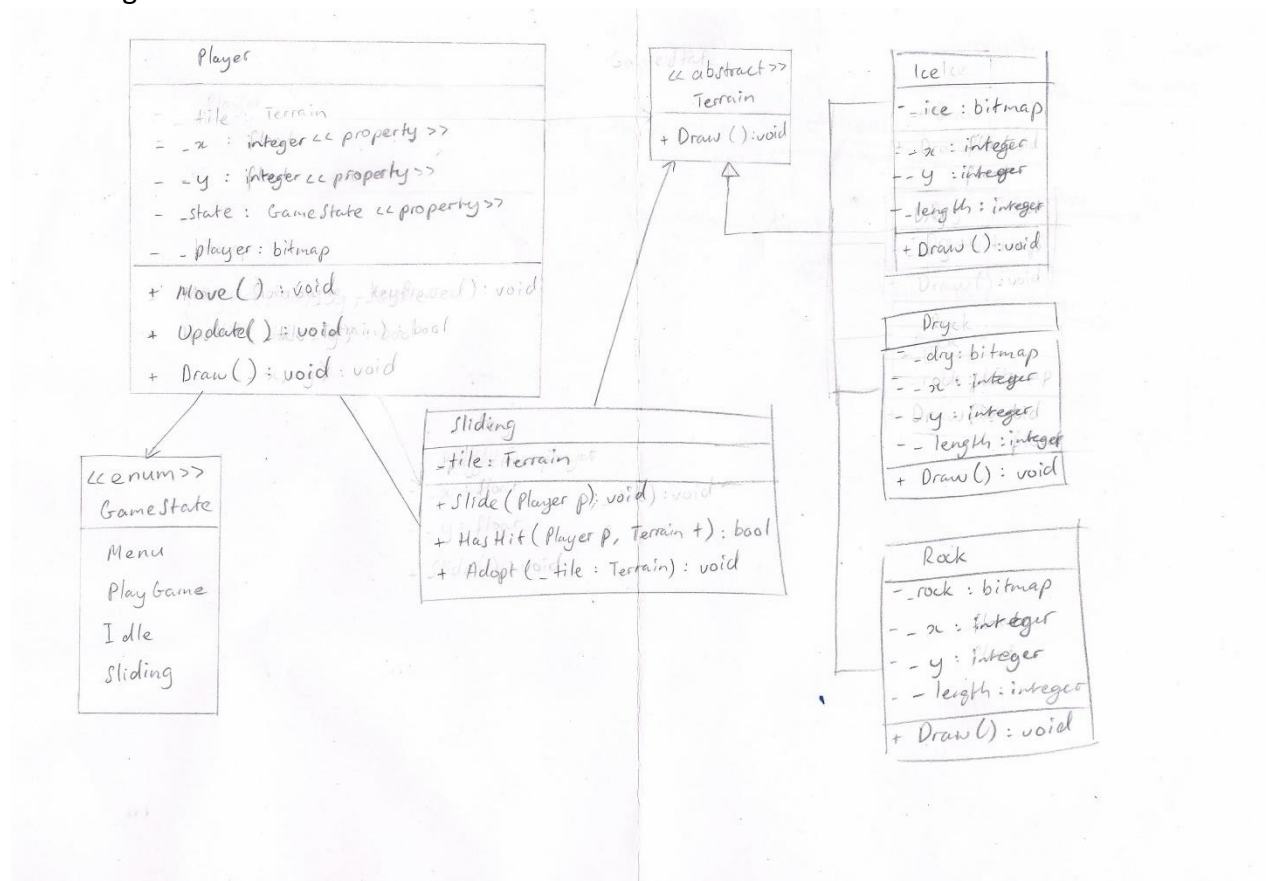 Player
- _tile : Terrain
- _x : integer << property >>
- _y : integer << property >>
- _state : GameState << property >>
- _player : bitmap
+ Move () : void
+ Update( ) : void
+ Draw () : void
<< abstract >>
Terrain
+ Draw () : void
Ice
- _ice : bitmap
- _x : integer
- _y : integer
- _length : integer
+ Draw () : void
Dry
- _dry : bitmap
- _x : integer
- _y : integer
- _length : integer
+ Draw () : void
Rock
- _rock : bitmap
- _x : integer
- _y : integer
- _length : integer
+ Draw () : void
Sliding
_tile : Terrain
+ Slide (Player p) : void
+ HasHit (Player p, Terrain t) : bool
+ Adopt (_tile : Terrain) : void
<< enum >>
GameState
Menu
PlayGame
Idle
Sliding